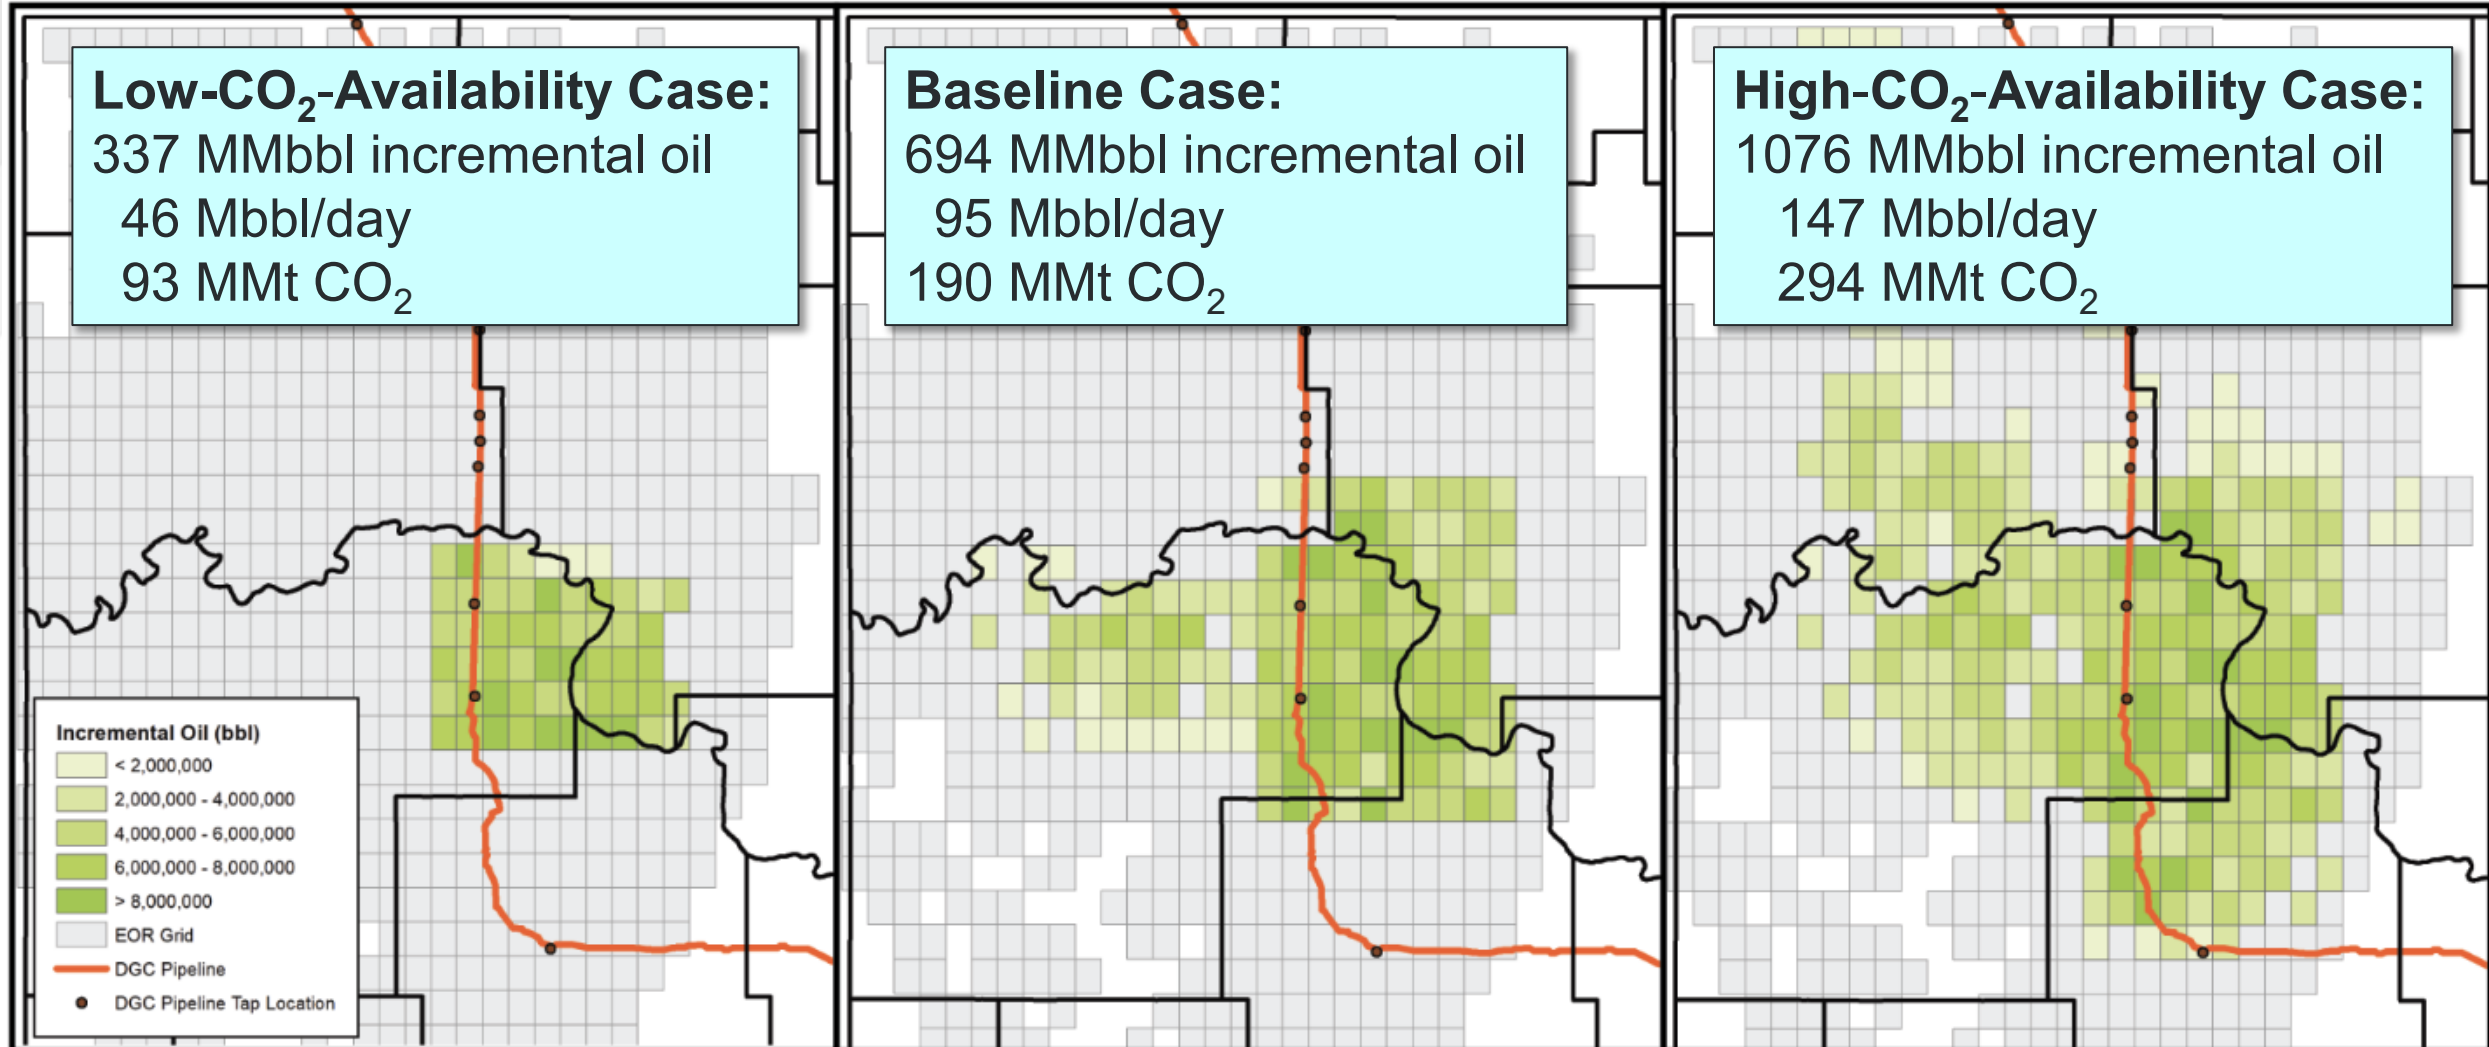 Low-CO₂-Availability Case:
337 MMbbl incremental oil
46 Mbbl/day
93 MMt CO₂
Baseline Case:
694 MMbbl incremental oil
95 Mbbl/day
190 MMt CO₂
High-CO₂-Availability Case:
1076 MMbbl incremental oil
147 Mbbl/day
294 MMt CO₂
Incremental Oil (bbl)
< 2,000,000
2,000,000 - 4,000,000
4,000,000 - 6,000,000
6,000,000 - 8,000,000
> 8,000,000
EOR Grid
DGC Pipeline
DGC Pipeline Tap Location